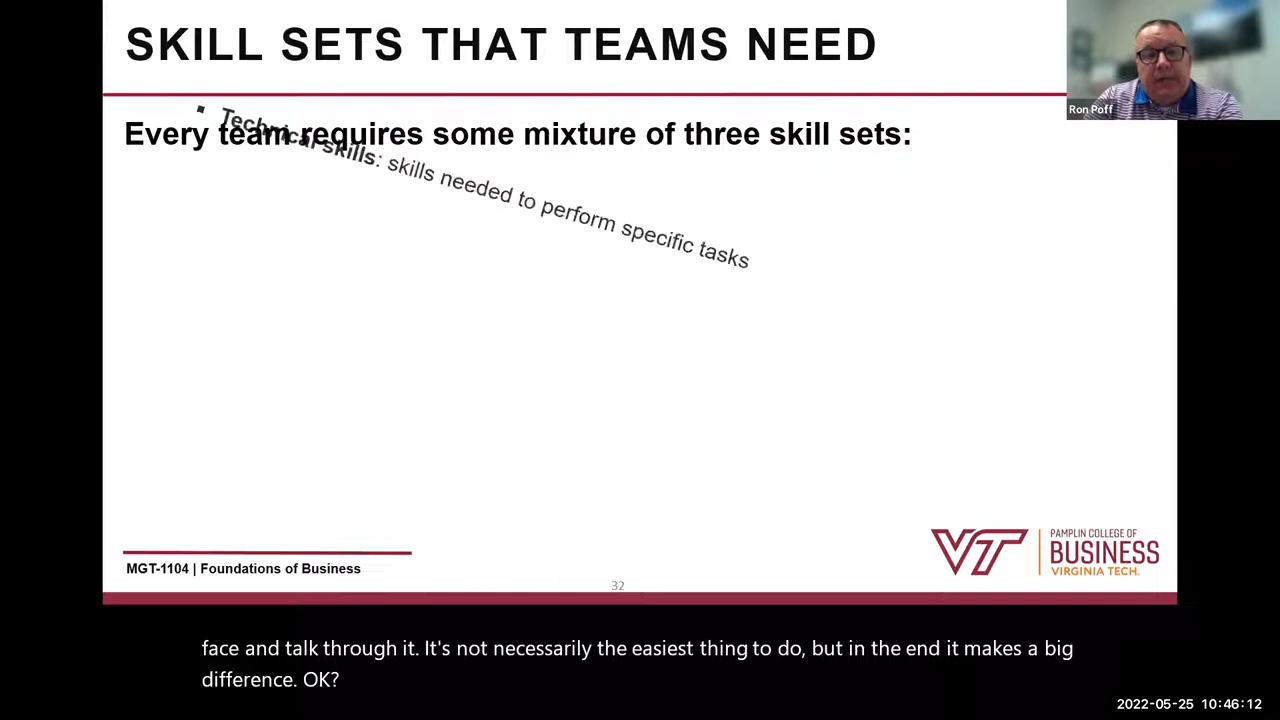 SKILL SETS THAT TEAMS NEED
Ron Poff
▪ Technical skills: skills needed to perform specific tasks
Every team requires some mixture of three skill sets:
MGT-1104 | Foundations of Business
32
VT
PAMPLIN COLLEGE OF
BUSINESS
VIRGINIA TECH.
face and talk through it. It's not necessarily the easiest thing to do, but in the end it makes a big
difference. OK?
2022-05-25 10:46:12